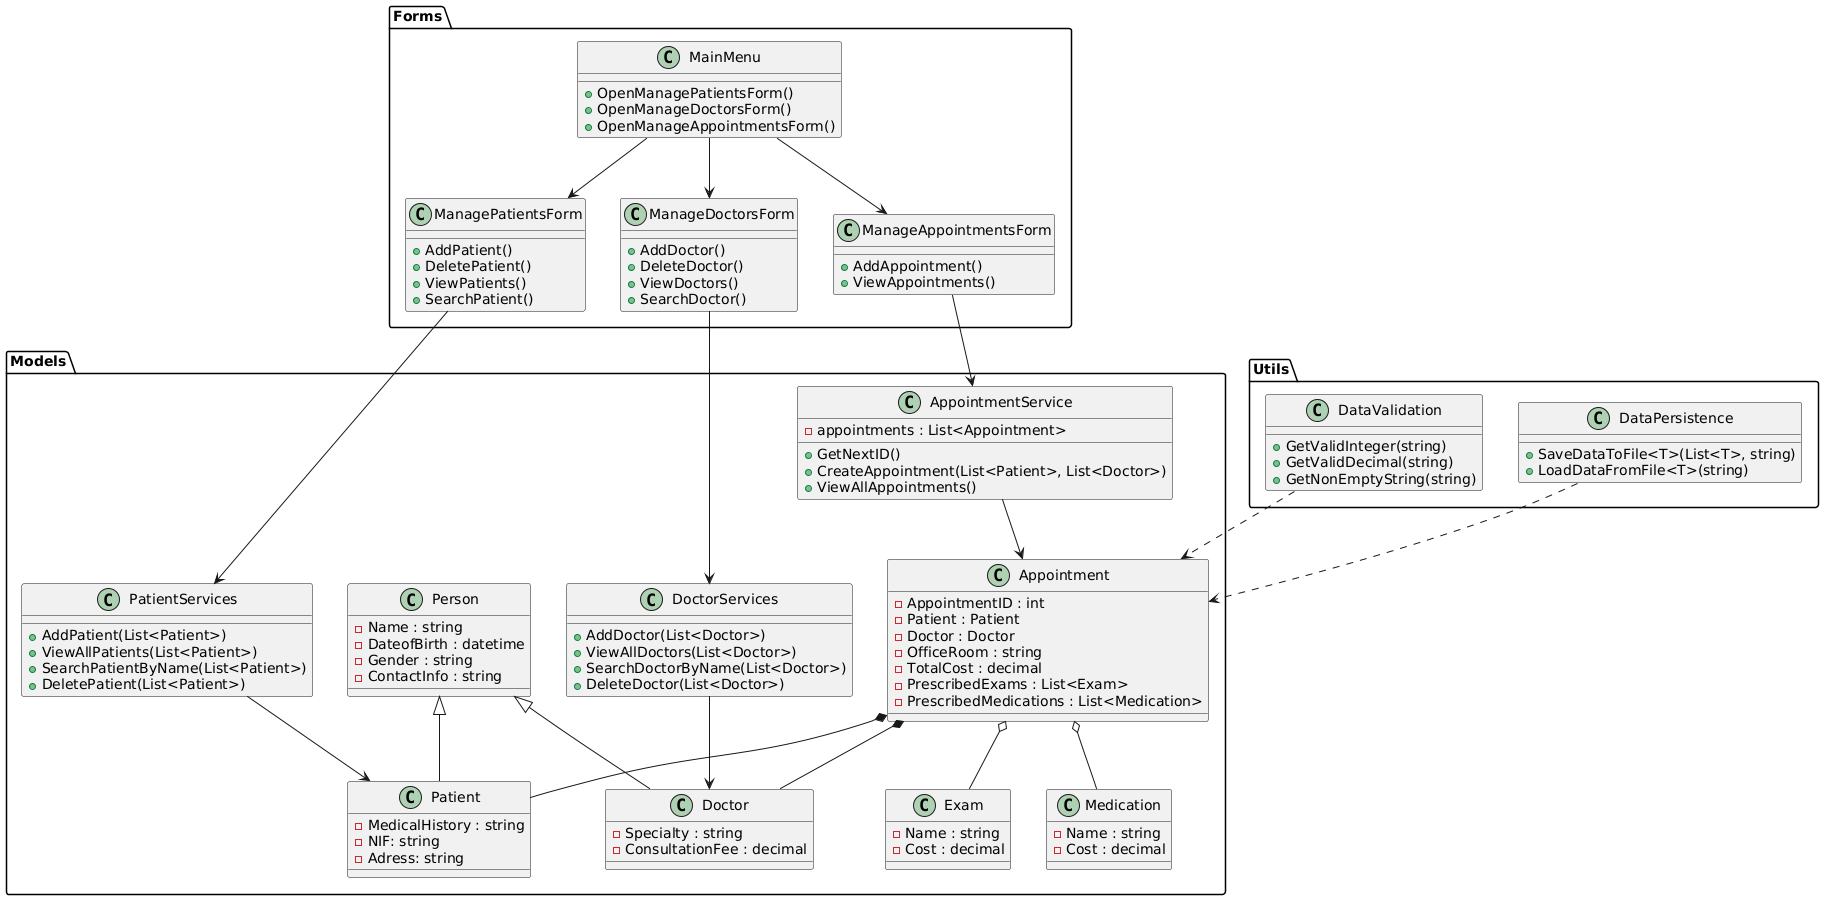 Forms
C MainMenu
OpenManagePatientsForm()
OpenManageDoctorsForm()
OpenManageAppointmentsForm()
C ManagePatientsForm
AddPatient()
DeletePatient()
ViewPatients()
SearchPatient()
C ManageDoctorsForm
AddDoctor()
DeleteDoctor()
ViewDoctors()
SearchDoctor()
C ManageAppointmentsForm
AddAppointment()
ViewAppointments()
Models
C AppointmentService
appointments : List<Appointment>
GetNextID()
CreateAppointment(List<Patient>, List<Doctor>)
ViewAllAppointments()
Utils
C DataValidation
GetValidInteger(string)
GetValidDecimal(string)
GetNonEmptyString(string)
C DataPersistence
SaveDataToFile<T>(List<T>, string)
LoadDataFromFile<T>(string)
C PatientServices
AddPatient(List<Patient>)
ViewAllPatients(List<Patient>)
SearchPatientByName(List<Patient>)
DeletePatient(List<Patient>)
C Person
Name : string
DateofBirth : datetime
Gender : string
ContactInfo : string
C DoctorServices
AddDoctor(List<Doctor>)
ViewAllDoctors(List<Doctor>)
SearchDoctorByName(List<Doctor>)
DeleteDoctor(List<Doctor>)
C Appointment
AppointmentID : int
Patient : Patient
Doctor : Doctor
OfficeRoom : string
TotalCost : decimal
PrescribedExams : List<Exam>
PrescribedMedications : List<Medication>
C Patient
MedicalHistory : string
NIF: string
Adress: string
C Doctor
Specialty : string
ConsultationFee : decimal
C Exam
Name : string
Cost : decimal
C Medication
Name : string
Cost : decimal